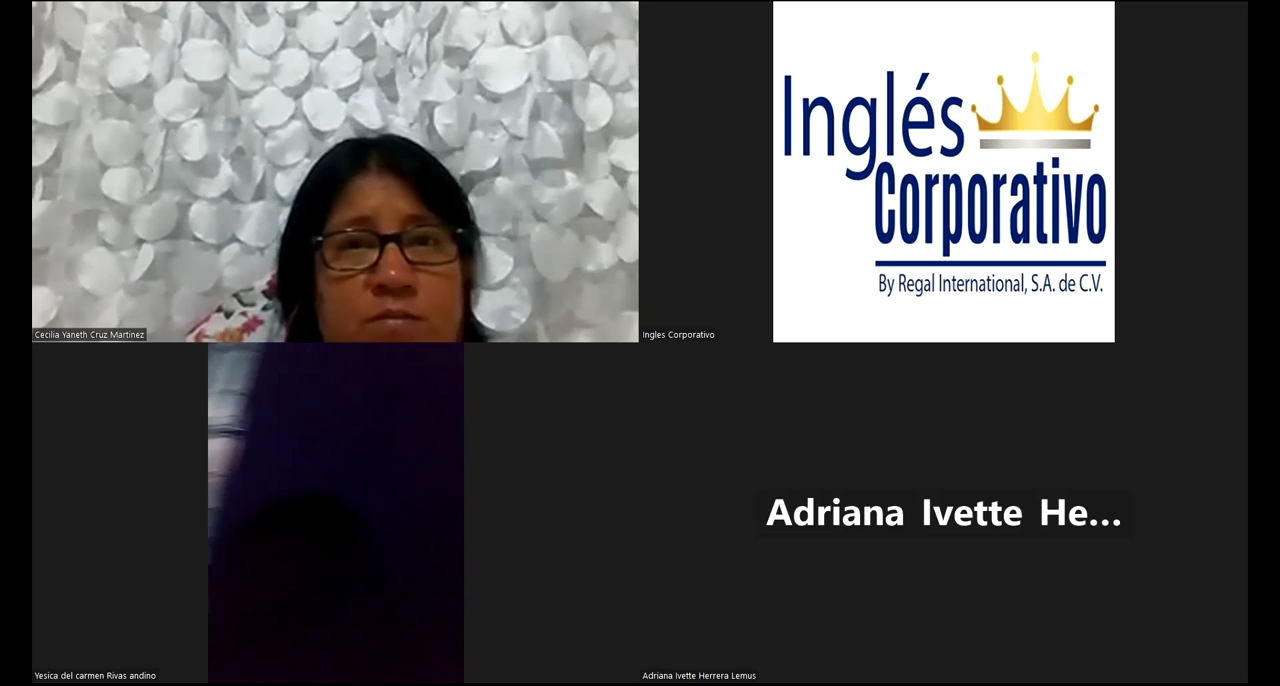 Inglés
Corporativo
By Regal International, S.A. de C.V.
Cecilia Yaneth Cruz Martinez
Ingles Corporativo
Adriana Ivette He...
Yesica del carmen Rivas andino
Adriana Ivette Herrera Lemus